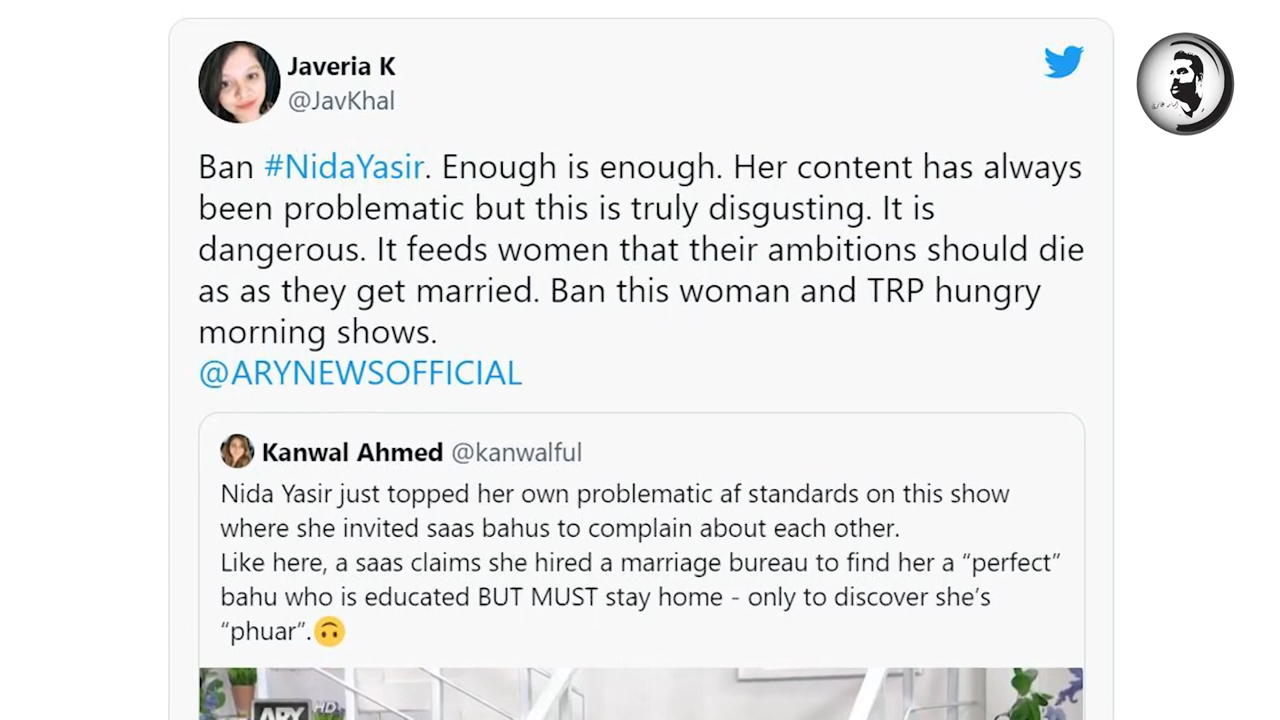 Javeria K
@JavKhal
Ban #NidaYasir. Enough is enough. Her content has always
been problematic but this is truly disgusting. It is
dangerous. It feeds women that their ambitions should die
as as they get married. Ban this woman and TRP hungry
morning shows.
@ARYNEWSOFFICIAL
Kanwal Ahmed @kanwalful
Nida Yasir just topped her own problematic af standards on this show
where she invited saas bahus to complain about each other.
Like here, a saas claims she hired a marriage bureau to find her a “perfect”
bahu who is educated BUT MUST stay home - only to discover she’s
“phuar”.🙃
ARY HD